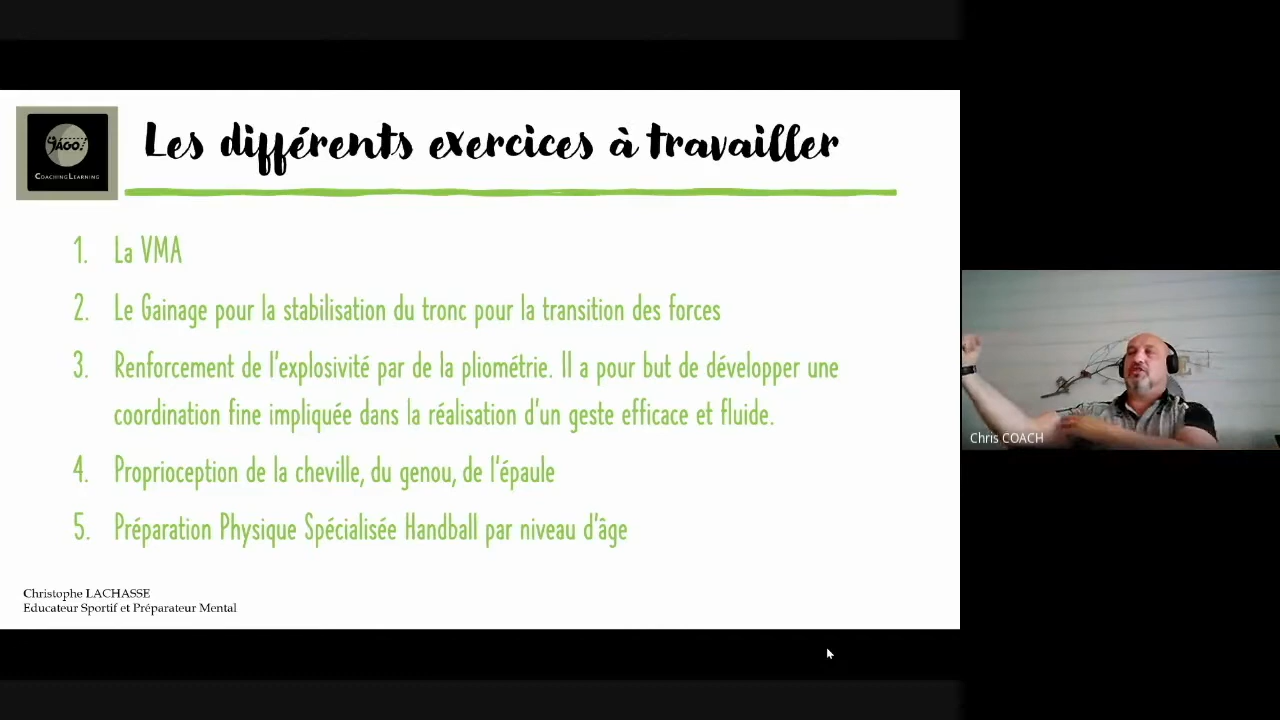 JAGO
COACHINGLEARNING
Les différents exercices à travailler
1. La VMA
2. Le Gainage pour la stabilisation du tronc pour la transition des forces
3. Renforcement de l'explosivité par de la pliométrie. Il a pour but de développer une
coordination fine impliquée dans la réalisation d'un geste efficace et fluide.
4. Proprioception de la cheville, du genou, de l'épaule
5. Préparation Physique Spécialisée Handball par niveau d'âge
Christophe LACHASSE
Educateur Sportif et Préparateur Mental
Chris COACH